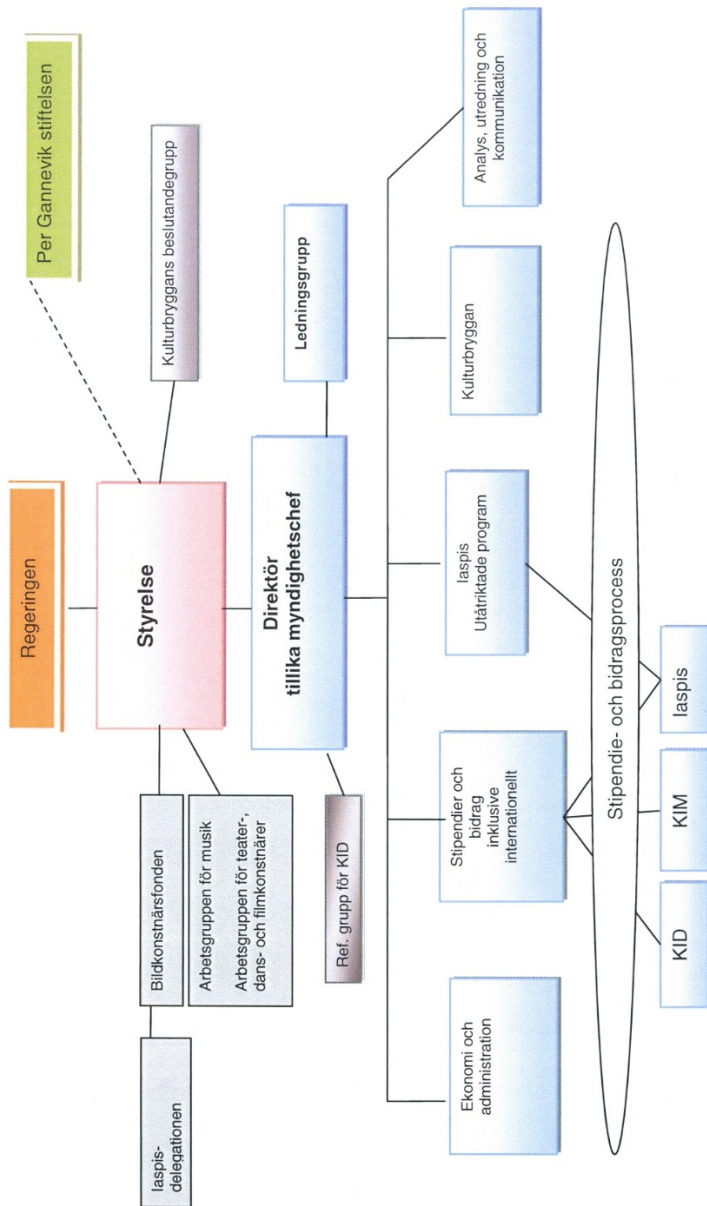 Regeringen
Per Gannevik stiftelsen
Styrelse
Kulturbryggans beslutandegrupp
Iaspis-
delegationen
Bildkonstnärsfonden
Arbetsgruppen för musik
Arbetsgruppen för teater-,
dans- och filmkonstnärer
Direktör
tillika myndighetschef
Ref. grupp för KID
Ledningsgrupp
Ekonomi och
administration
Stipendier och
bidrag
inklusive
internationellt
Iaspis
Utåtriktade program
Kulturbryggan
Analys, utredning och
kommunikation
Stipendie- och bidragsprocess
KID
KIM
Iaspis